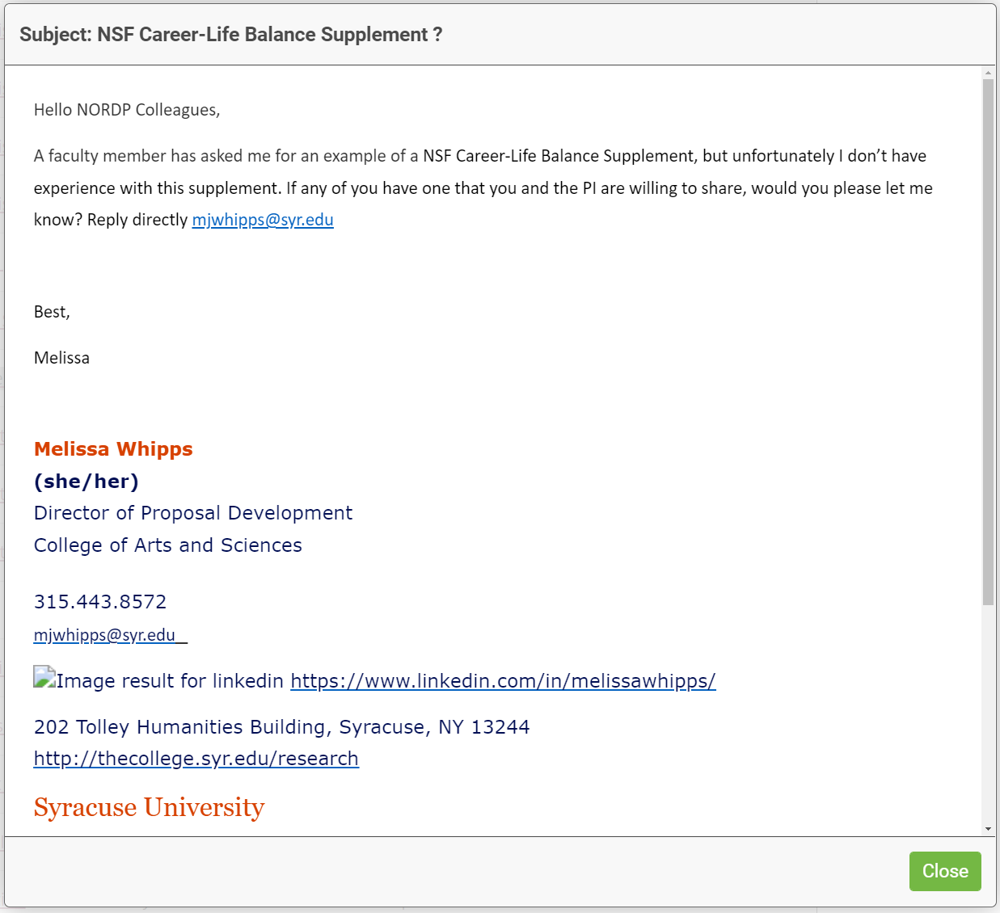 Subject: NSF Career-Life Balance Supplement ?
Hello NORDP Colleagues,
A faculty member has asked me for an example of a NSF Career-Life Balance Supplement, but unfortunately I don’t have
experience with this supplement. If any of you have one that you and the PI are willing to share, would you please let me
know? Reply directly mjwhipps@syr.edu
Best,
Melissa
Melissa Whipps
(she/her)
Director of Proposal Development
College of Arts and Sciences
315.443.8572
mjwhipps@syr.edu
Image result for linkedin https://www.linkedin.com/in/melissawhipps/
202 Tolley Humanities Building, Syracuse, NY 13244
http://thecollege.syr.edu/research
Syracuse University
Close